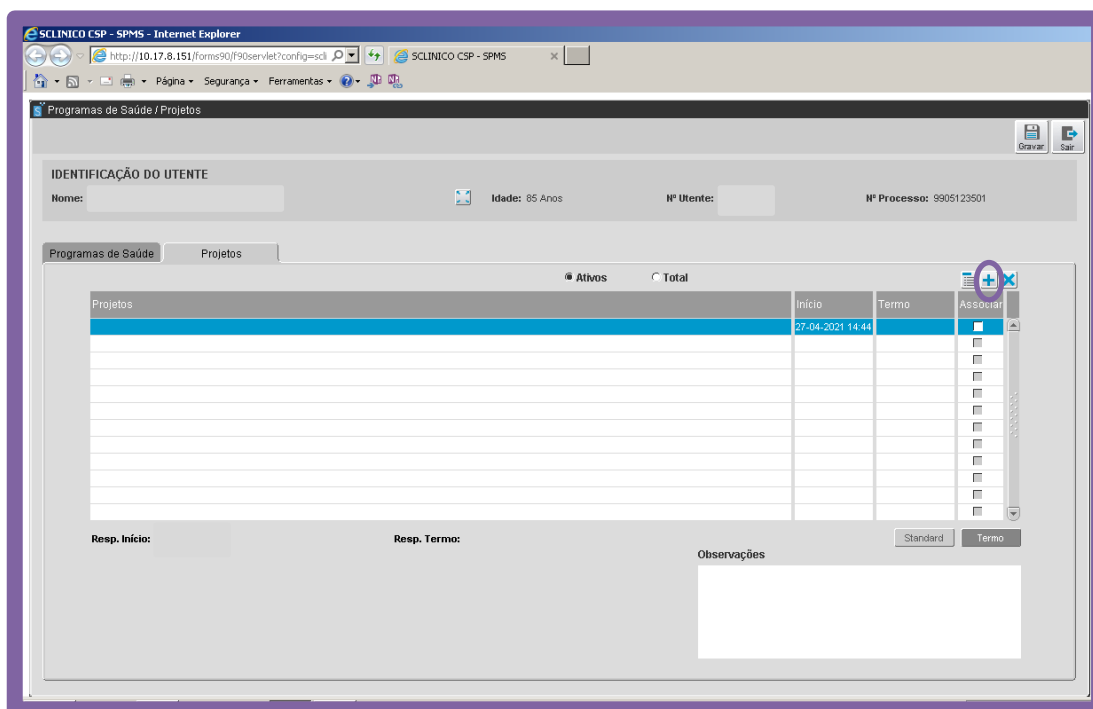 SCLINICO CSP - SPMS - Internet Explorer
http://10.17.8.151/forms90/f90servlet?config=scli SCLINICO CSP - SPMS
Página Segurança Ferramentas
Programas de Saúde / Projetos
Gravar Sair
IDENTIFICAÇÃO DO UTENTE
Nome: Idade: 85 Anos Nº Utente: Nº Processo: 9905123501
Programas de Saúde Projetos
Ativos Total
Projetos Início Termo Associar
27-04-2021 14:44
Resp. Início: Resp. Termo: Standard Termo
Observações